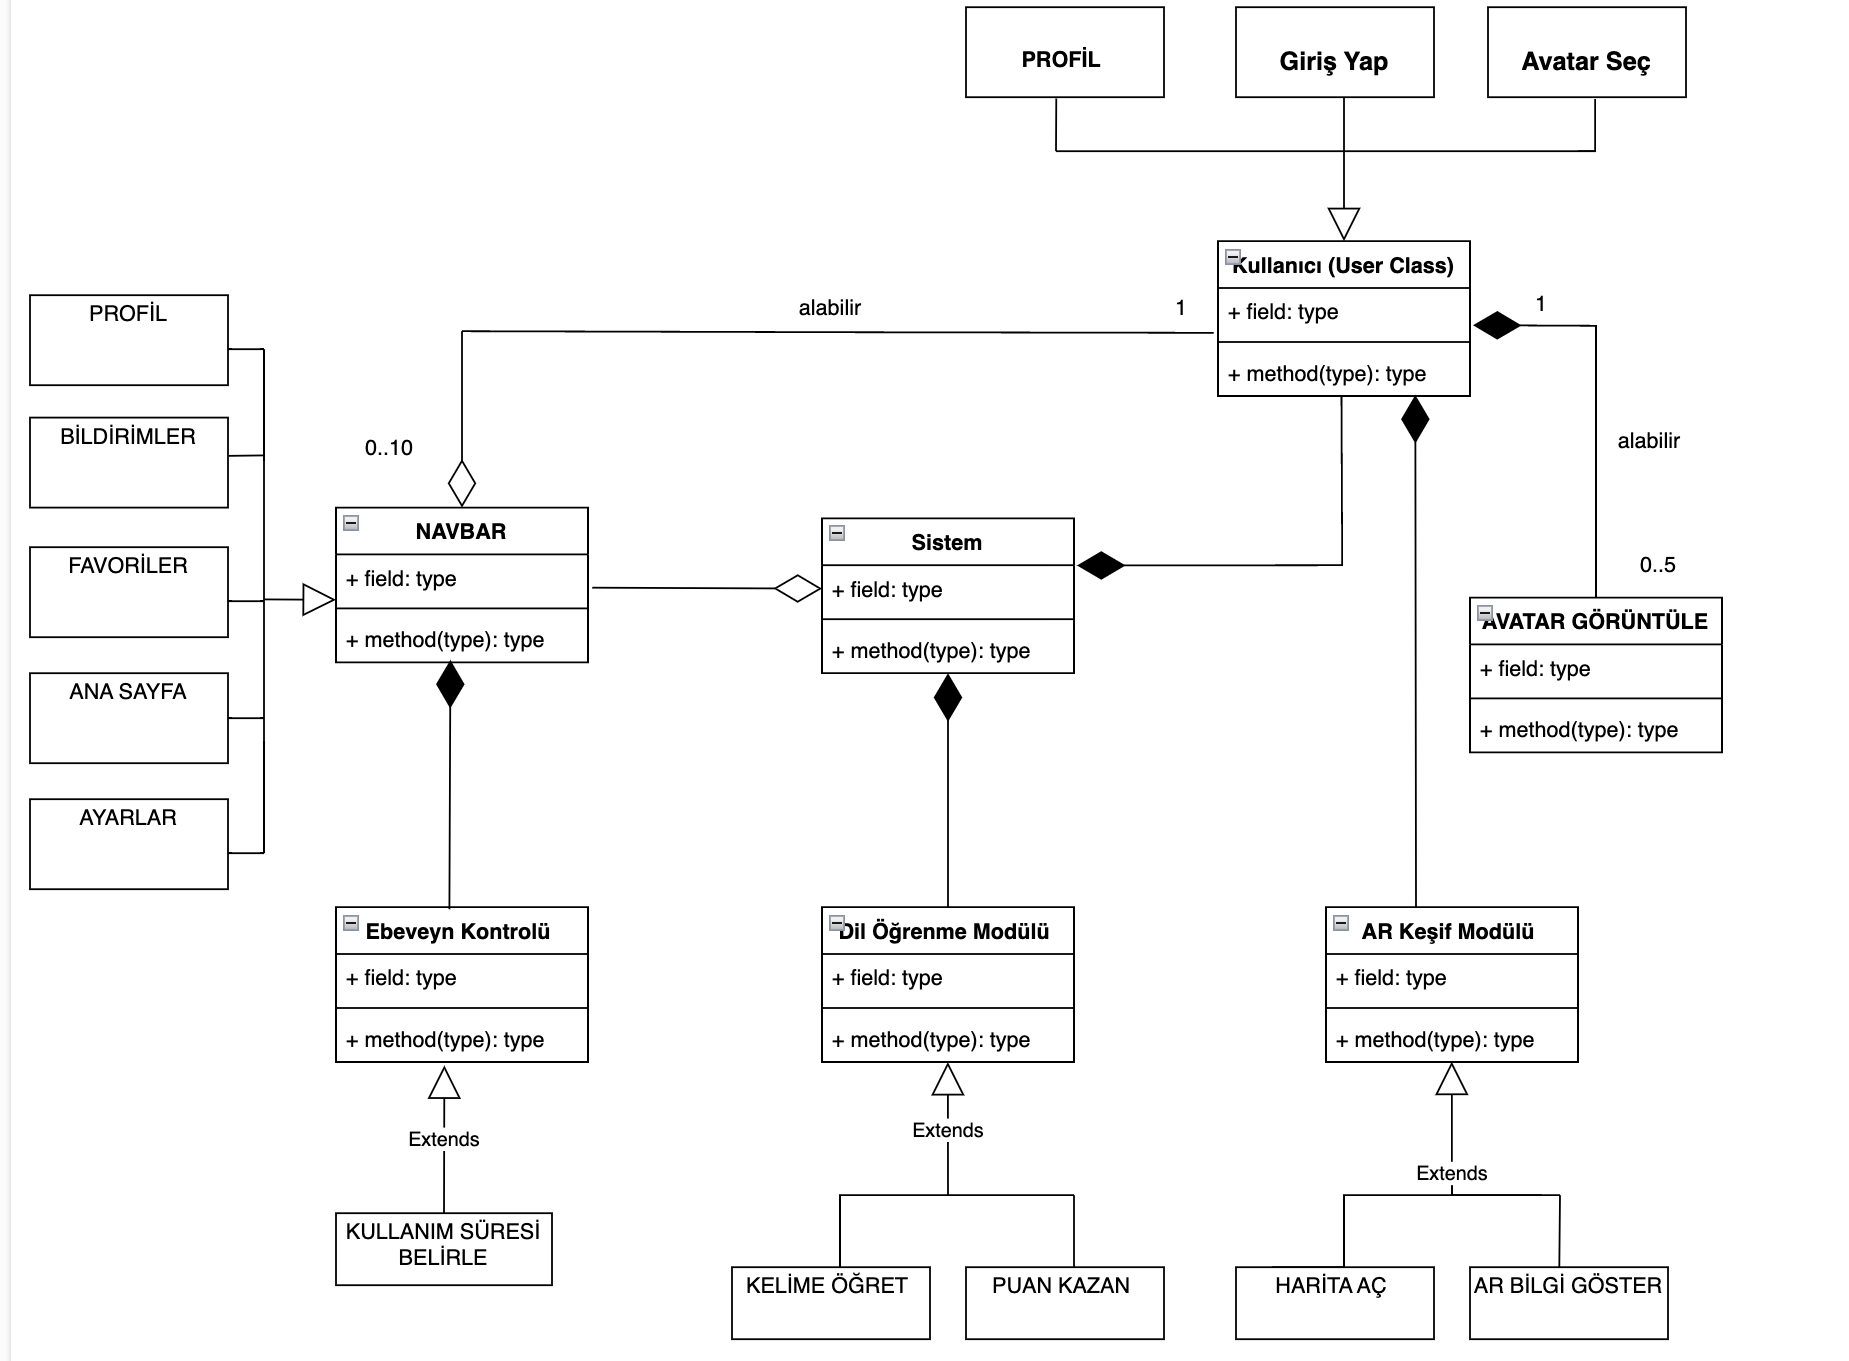 PROFİL
Giriş Yap
Avatar Seç
Kullanıcı (User Class)
+ field: type
+ method(type): type
alabilir
1
1
alabilir
0..5
0..10
PROFİL
BİLDİRİMLER
FAVORİLER
ANA SAYFA
AYARLAR
NAVBAR
+ field: type
+ method(type): type
Sistem
+ field: type
+ method(type): type
AVATAR GÖRÜNTÜLE
+ field: type
+ method(type): type
Ebeveyn Kontrolü
+ field: type
+ method(type): type
Dil Öğrenme Modülü
+ field: type
+ method(type): type
AR Keşif Modülü
+ field: type
+ method(type): type
Extends
Extends
Extends
KULLANIM SÜRESİ
BELİRLE
KELİME ÖĞRET
PUAN KAZAN
HARİTA AÇ
AR BİLGİ GÖSTER